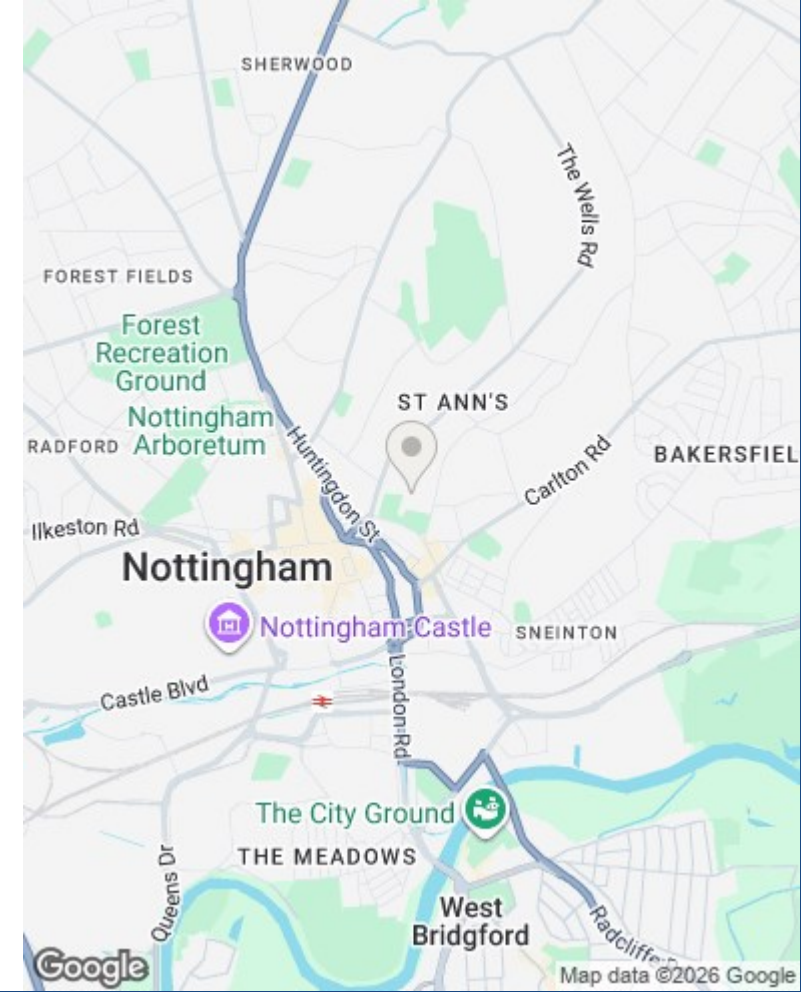 SHERWOOD
The Wells Rd
FOREST FIELDS
Forest
Recreation
Ground
ST ANN'S
Nottingham
Arboretum
RADFORD
Huntingdon St
Carlton Rd
BAKERSFIEL
Ilkeston Rd
Nottingham
Nottingham Castle
SNEINTON
Castle Blvd
London Rd
The City Ground
THE MEADOWS
Queens Dr
West
Bridgford
Radcliffe
Google
Map data ©2026 Google